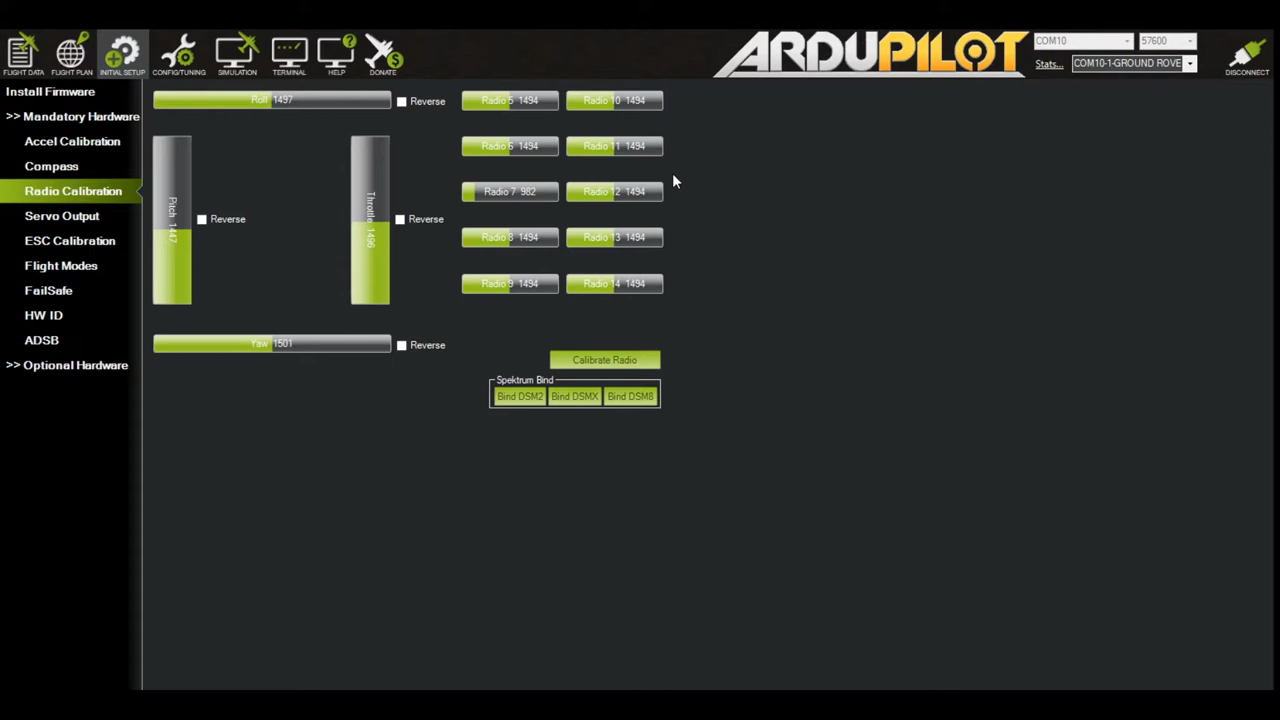 ARDUPILOT
COM10
57600
Stats...
COM10-1-GROUND ROVE
FLIGHT DATA
FLIGHT PLAN
INITIAL SETUP
CONFIG/TUNING
SIMULATION
TERMINAL
HELP
DONATE
DISCONNECT
Install Firmware
>> Mandatory Hardware
Accel Calibration
Compass
Radio Calibration
Servo Output
ESC Calibration
Flight Modes
FailSafe
HW ID
ADSB
>> Optional Hardware
Roll 1497
Reverse
Pitch 1447
Reverse
Throttle 1496
Reverse
Yaw 1501
Reverse
Radio 5 1494
Radio 10 1494
Radio 6 1494
Radio 11 1494
Radio 7 982
Radio 12 1494
Radio 8 1494
Radio 13 1494
Radio 9 1494
Radio 14 1494
Calibrate Radio
Spektrum Bind
Bind DSM2
Bind DSMX
Bind DSM8